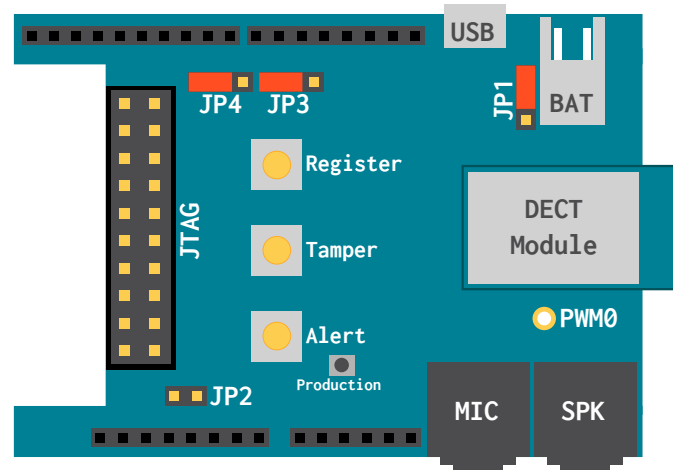 USB
JP4
JP3
JP1
BAT
Register
DECT
Module
JTAG
Tamper
PWM0
Alert
Production
JP2
MIC
SPK